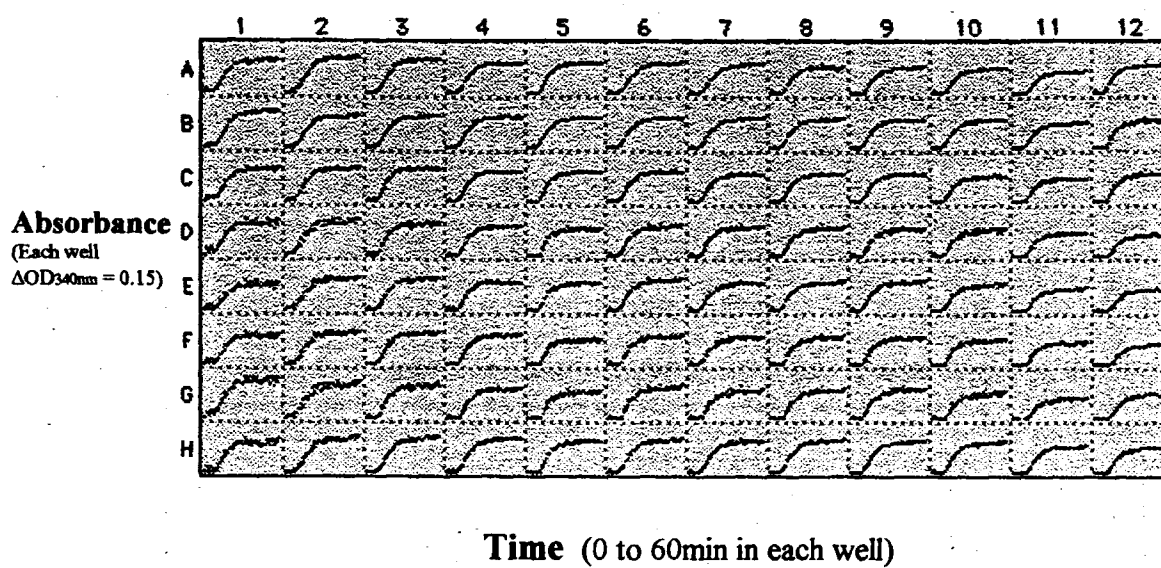 1 2 3 4 5 6 7 8 9 10 11 12
A
B
C
Absorbance
D
(Each well
ΔOD340nm = 0.15)
E
F
G
H
Time (0 to 60min in each well)